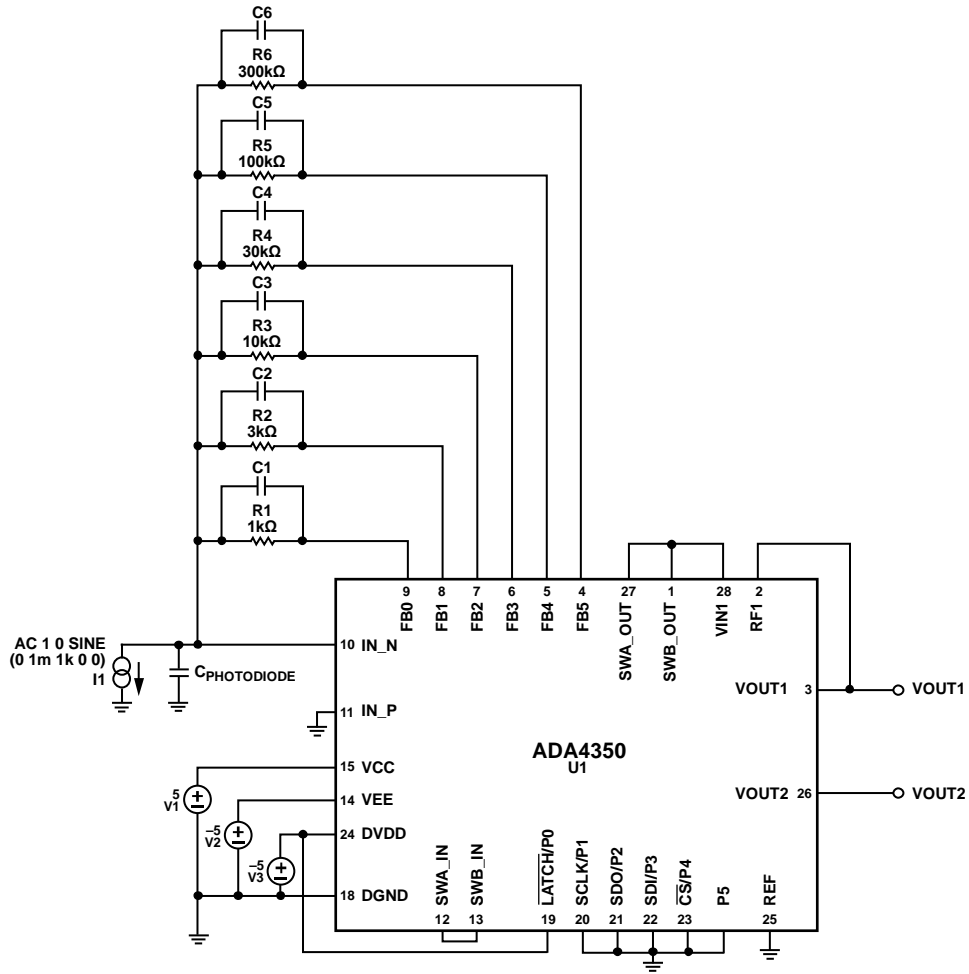 C6
R6
300kΩ
C5
R5
100kΩ
C4
R4
30kΩ
C3
R3
10kΩ
C2
R2
3kΩ
C1
R1
1kΩ
9 8 7 6 5 4 27 1 28 2
FB0
FB1
FB2
FB3
FB4
FB5
SWA_OUT
SWB_OUT
VIN1
RF1
AC 1 0 SINE
(0 1m 1k 0 0)
I1
CPHOTODIODE
10 IN_N
11 IN_P
15 VCC
14 VEE
24 DVDD
18 DGND
5
V1
–5
V2
–5
V3
ADA4350
U1
VOUT1 3 VOUT1
VOUT2 26 VOUT2
SWA_IN
SWB_IN
LATCH/P0
SCLK/P1
SDO/P2
SDI/P3
CS/P4
P5
REF
12 13 19 20 21 22 23 25